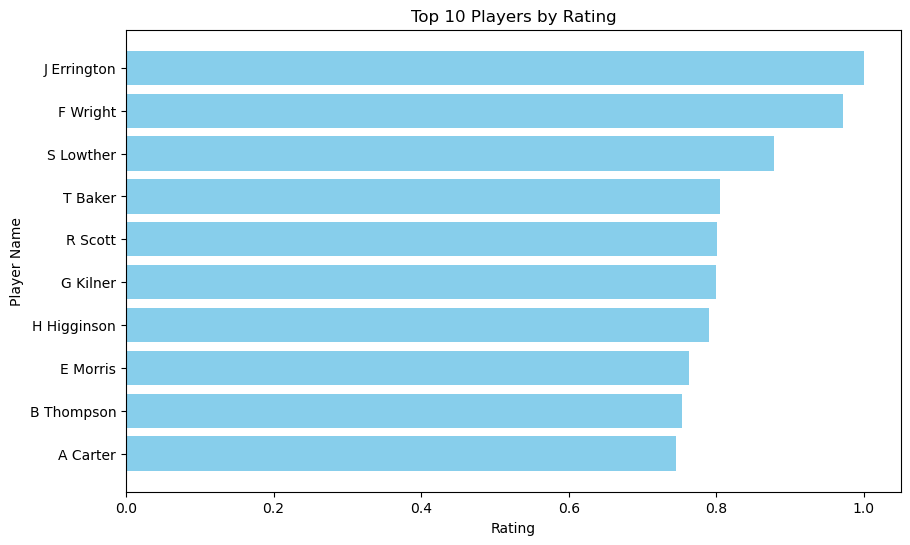 Top 10 Players by Rating
Player Name
J Errington
F Wright
S Lowther
T Baker
R Scott
G Kilner
H Higginson
E Morris
B Thompson
A Carter
0.0 0.2 0.4 0.6 0.8 1.0
Rating